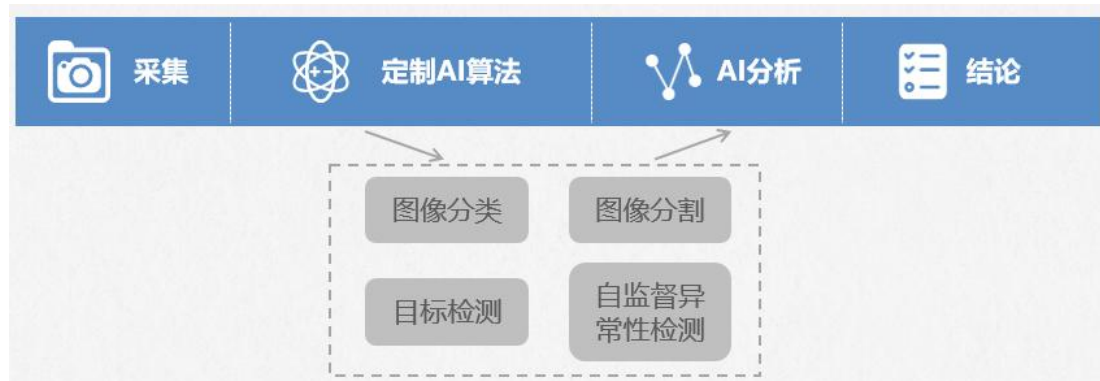 采集
定制AI算法
AI分析
结论
图像分类
图像分割
目标检测
自监督异
常性检测